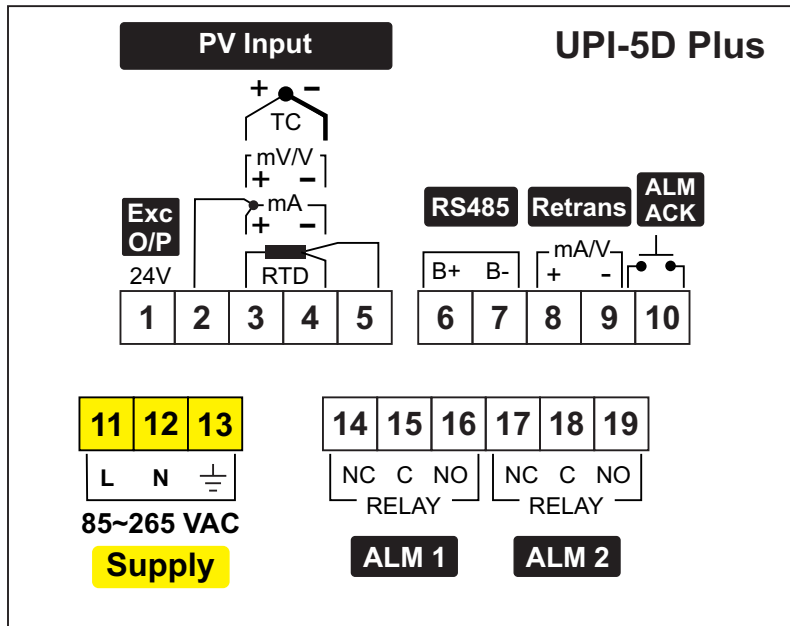 PV Input
UPI-5D Plus
+ −
TC
mV/V
+ −
mA
+ −
Exc
O/P
24V
RTD
RS485
Retrans
ALM
ACK
B+ B-
mA/V
+ -
1 2 3 4 5
6 7 8 9 10
11 12 13
L N
85~265 VAC
Supply
14 15 16 17 18 19
NC C NO NC C NO
RELAY RELAY
ALM 1
ALM 2